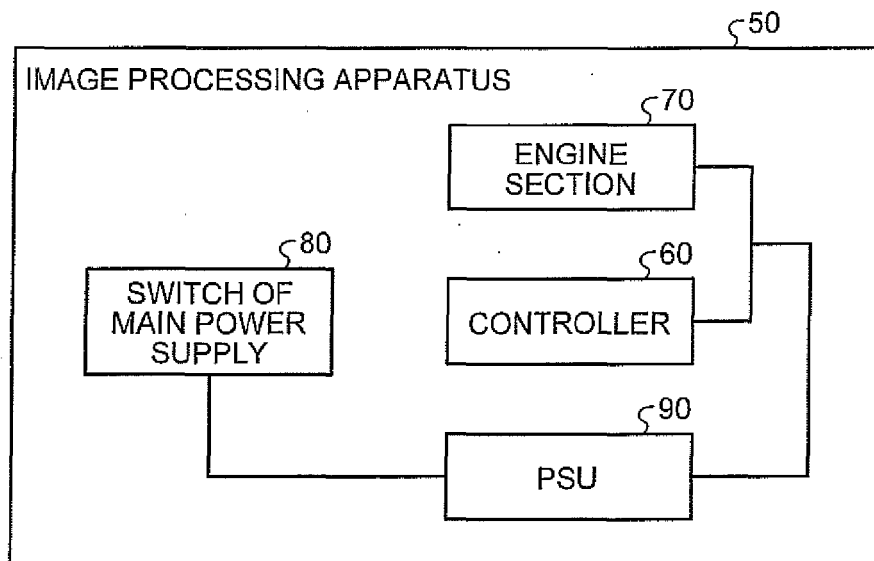 50
IMAGE PROCESSING APPARATUS
70
ENGINE
SECTION
80
SWITCH OF
MAIN POWER
SUPPLY
60
CONTROLLER
90
PSU